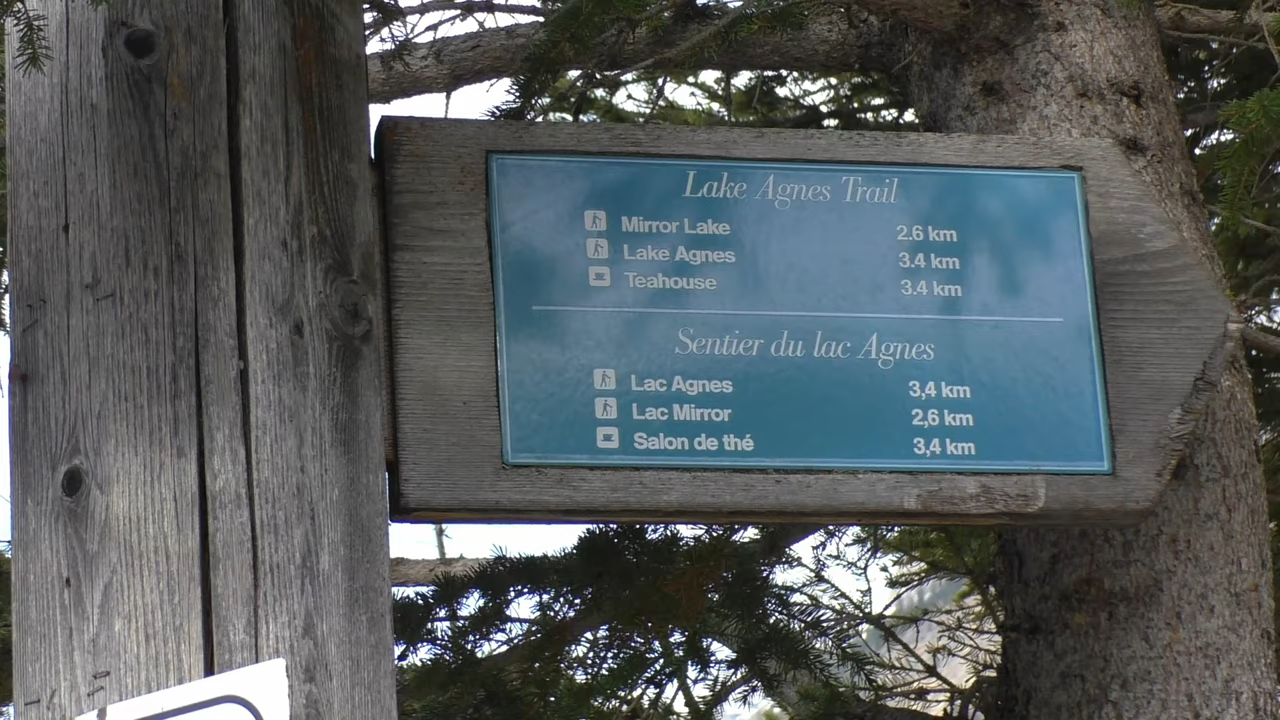 Lake Agnes Trail
Mirror Lake 2.6 km
Lake Agnes 3.4 km
Teahouse 3.4 km
Sentier du lac Agnes
Lac Agnes 3,4 km
Lac Mirror 2,6 km
Salon de thé 3,4 km